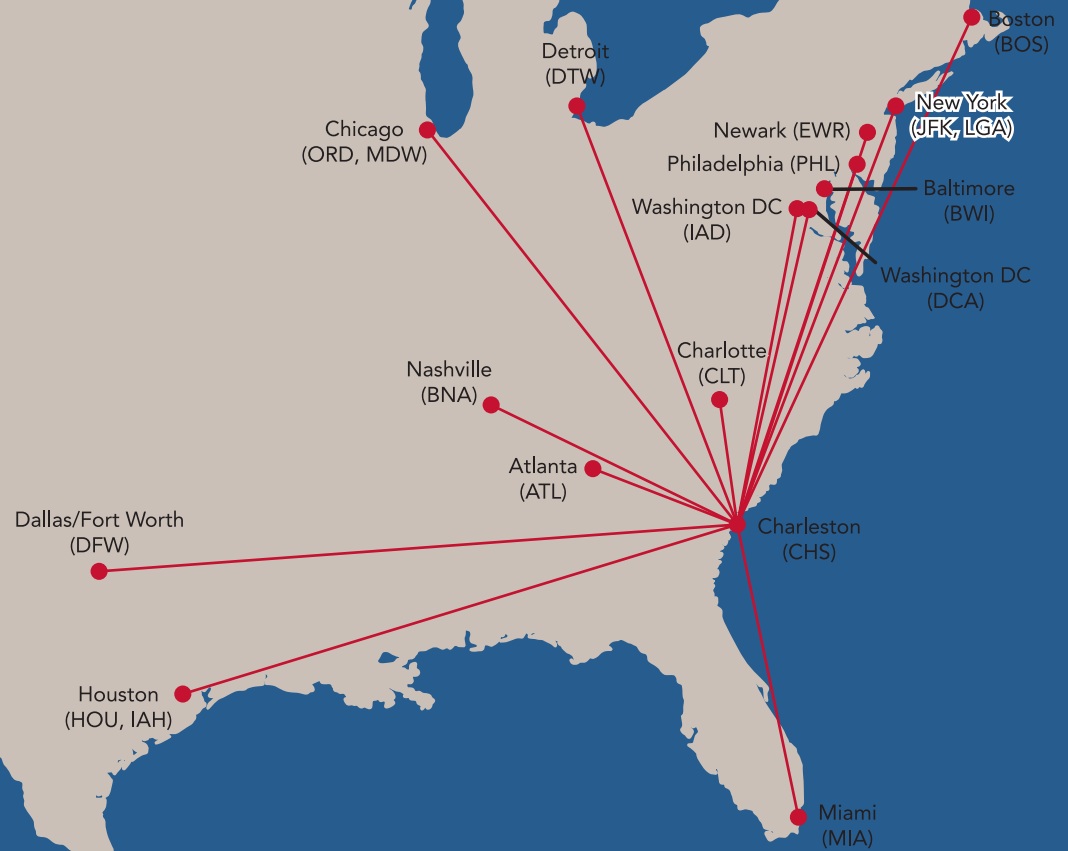 Boston
(BOS)
Detroit
(DTW)
New York
(JFK, LGA)
Chicago
(ORD, MDW)
Newark (EWR)
Philadelphia (PHL)
Baltimore
(BWI)
Washington DC
(IAD)
Washington DC
(DCA)
Charlotte
(CLT)
Nashville
(BNA)
Atlanta
(ATL)
Dallas/Fort Worth
(DFW)
Charleston
(CHS)
Houston
(HOU, IAH)
Miami
(MIA)